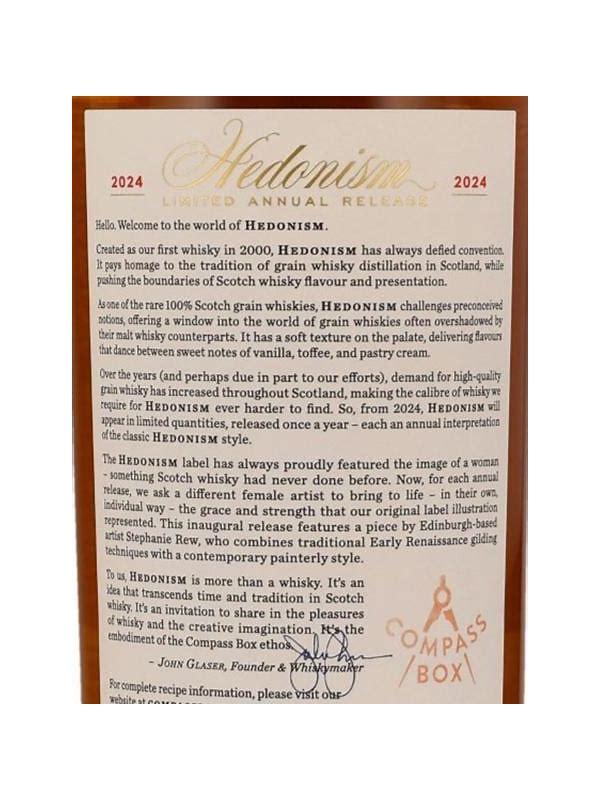 Hedonism
2024 2024
LIMITED ANNUAL RELEASE
Hello. Welcome to the world of HEDONISM.
Created as our first whisky in 2000, HEDONISM has always defied convention.
It pays homage to the tradition of grain whisky distillation in Scotland, while
pushing the boundaries of Scotch whisky flavour and presentation.
As one of the rare 100% Scotch grain whiskies, HEDONISM challenges preconceived
notions, offering a window into the world of grain whiskies often overshadowed by
their malt whisky counterparts. It has a soft texture on the palate, delivering flavours
that dance between sweet notes of vanilla, toffee, and pastry cream.
Over the years (and perhaps due in part to our efforts), demand for high-quality
grain whisky has increased throughout Scotland, making the calibre of whisky we
require for HEDONISM ever harder to find. So, from 2024, HEDONISM will
appear in limited quantities, released once a year – each an annual interpretation
of the classic HEDONISM style.
The HEDONISM label has always proudly featured the image of a woman
– something Scotch whisky had never done before. Now, for each annual
release, we ask a different female artist to bring to life – in their own,
individual way – the grace and strength that our original label illustration
represented. This inaugural release features a piece by Edinburgh-based
artist Stephanie Rew, who combines traditional Early Renaissance gilding
techniques with a contemporary painterly style.
To us, HEDONISM is more than a whisky. It's an
idea that transcends time and tradition in Scotch
whisky. It's an invitation to share in the pleasures
of whisky and the creative imagination. It's the
embodiment of the Compass Box ethos.
– JOHN GLASER, Founder & Whiskymaker
COMPASS
BOX
For complete recipe information, please visit our
website at